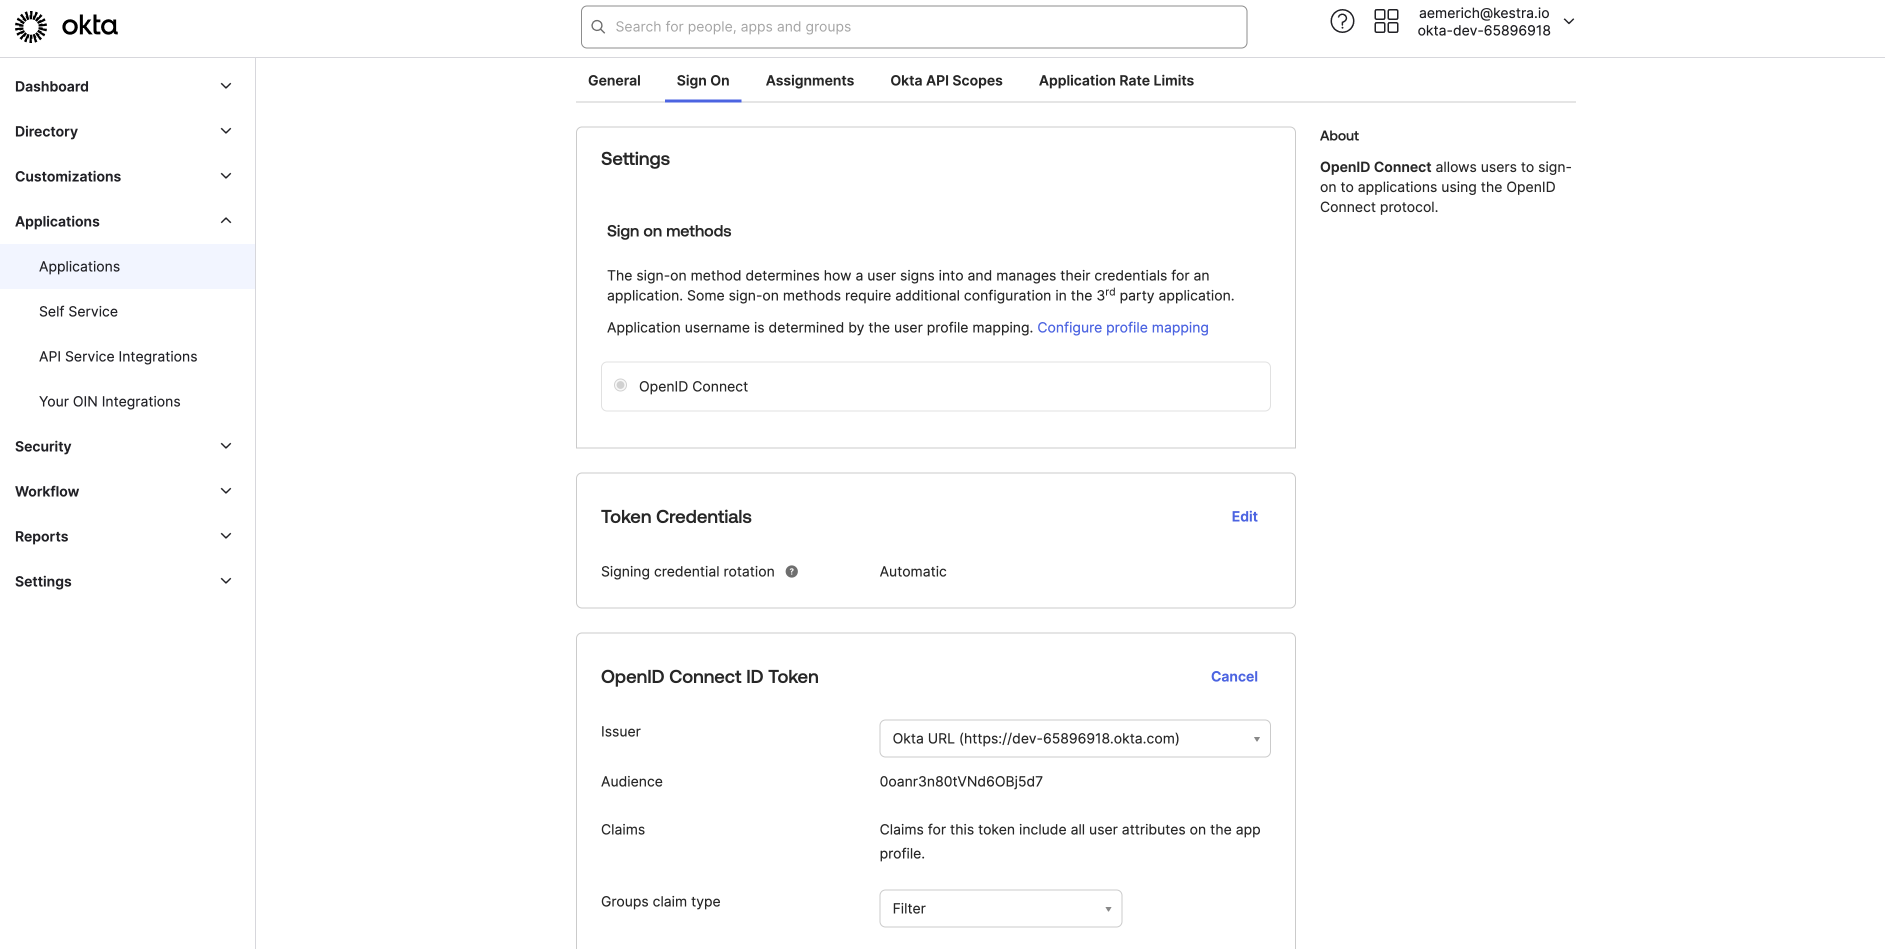 okta
Search for people, apps and groups
aemerich@kestra.io
okta-dev-65896918
Dashboard
Directory
Customizations
Applications
Applications
Self Service
API Service Integrations
Your OIN Integrations
Security
Workflow
Reports
Settings
General
Sign On
Assignments
Okta API Scopes
Application Rate Limits
Settings
Sign on methods
The sign-on method determines how a user signs into and manages their credentials for an
application. Some sign-on methods require additional configuration in the 3rd party application.
Application username is determined by the user profile mapping. Configure profile mapping
OpenID Connect
Token Credentials
Edit
Signing credential rotation
Automatic
OpenID Connect ID Token
Cancel
Issuer
Okta URL (https://dev-65896918.okta.com)
Audience
0oanr3n80tVNd6OBj5d7
Claims
Claims for this token include all user attributes on the app
profile.
Groups claim type
Filter
About
OpenID Connect allows users to sign-
on to applications using the OpenID
Connect protocol.